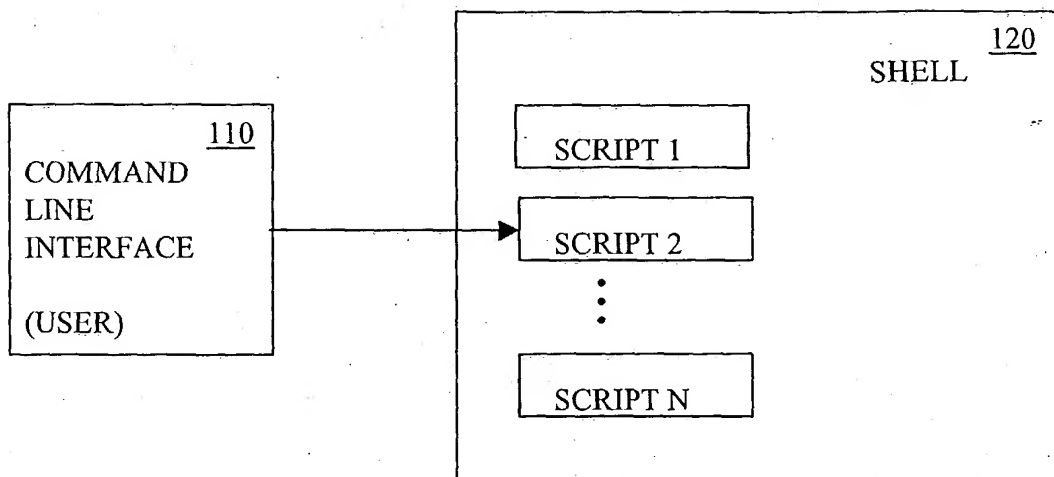 120
SHELL
110
COMMAND
LINE
INTERFACE
(USER)
SCRIPT 1
SCRIPT 2
SCRIPT N